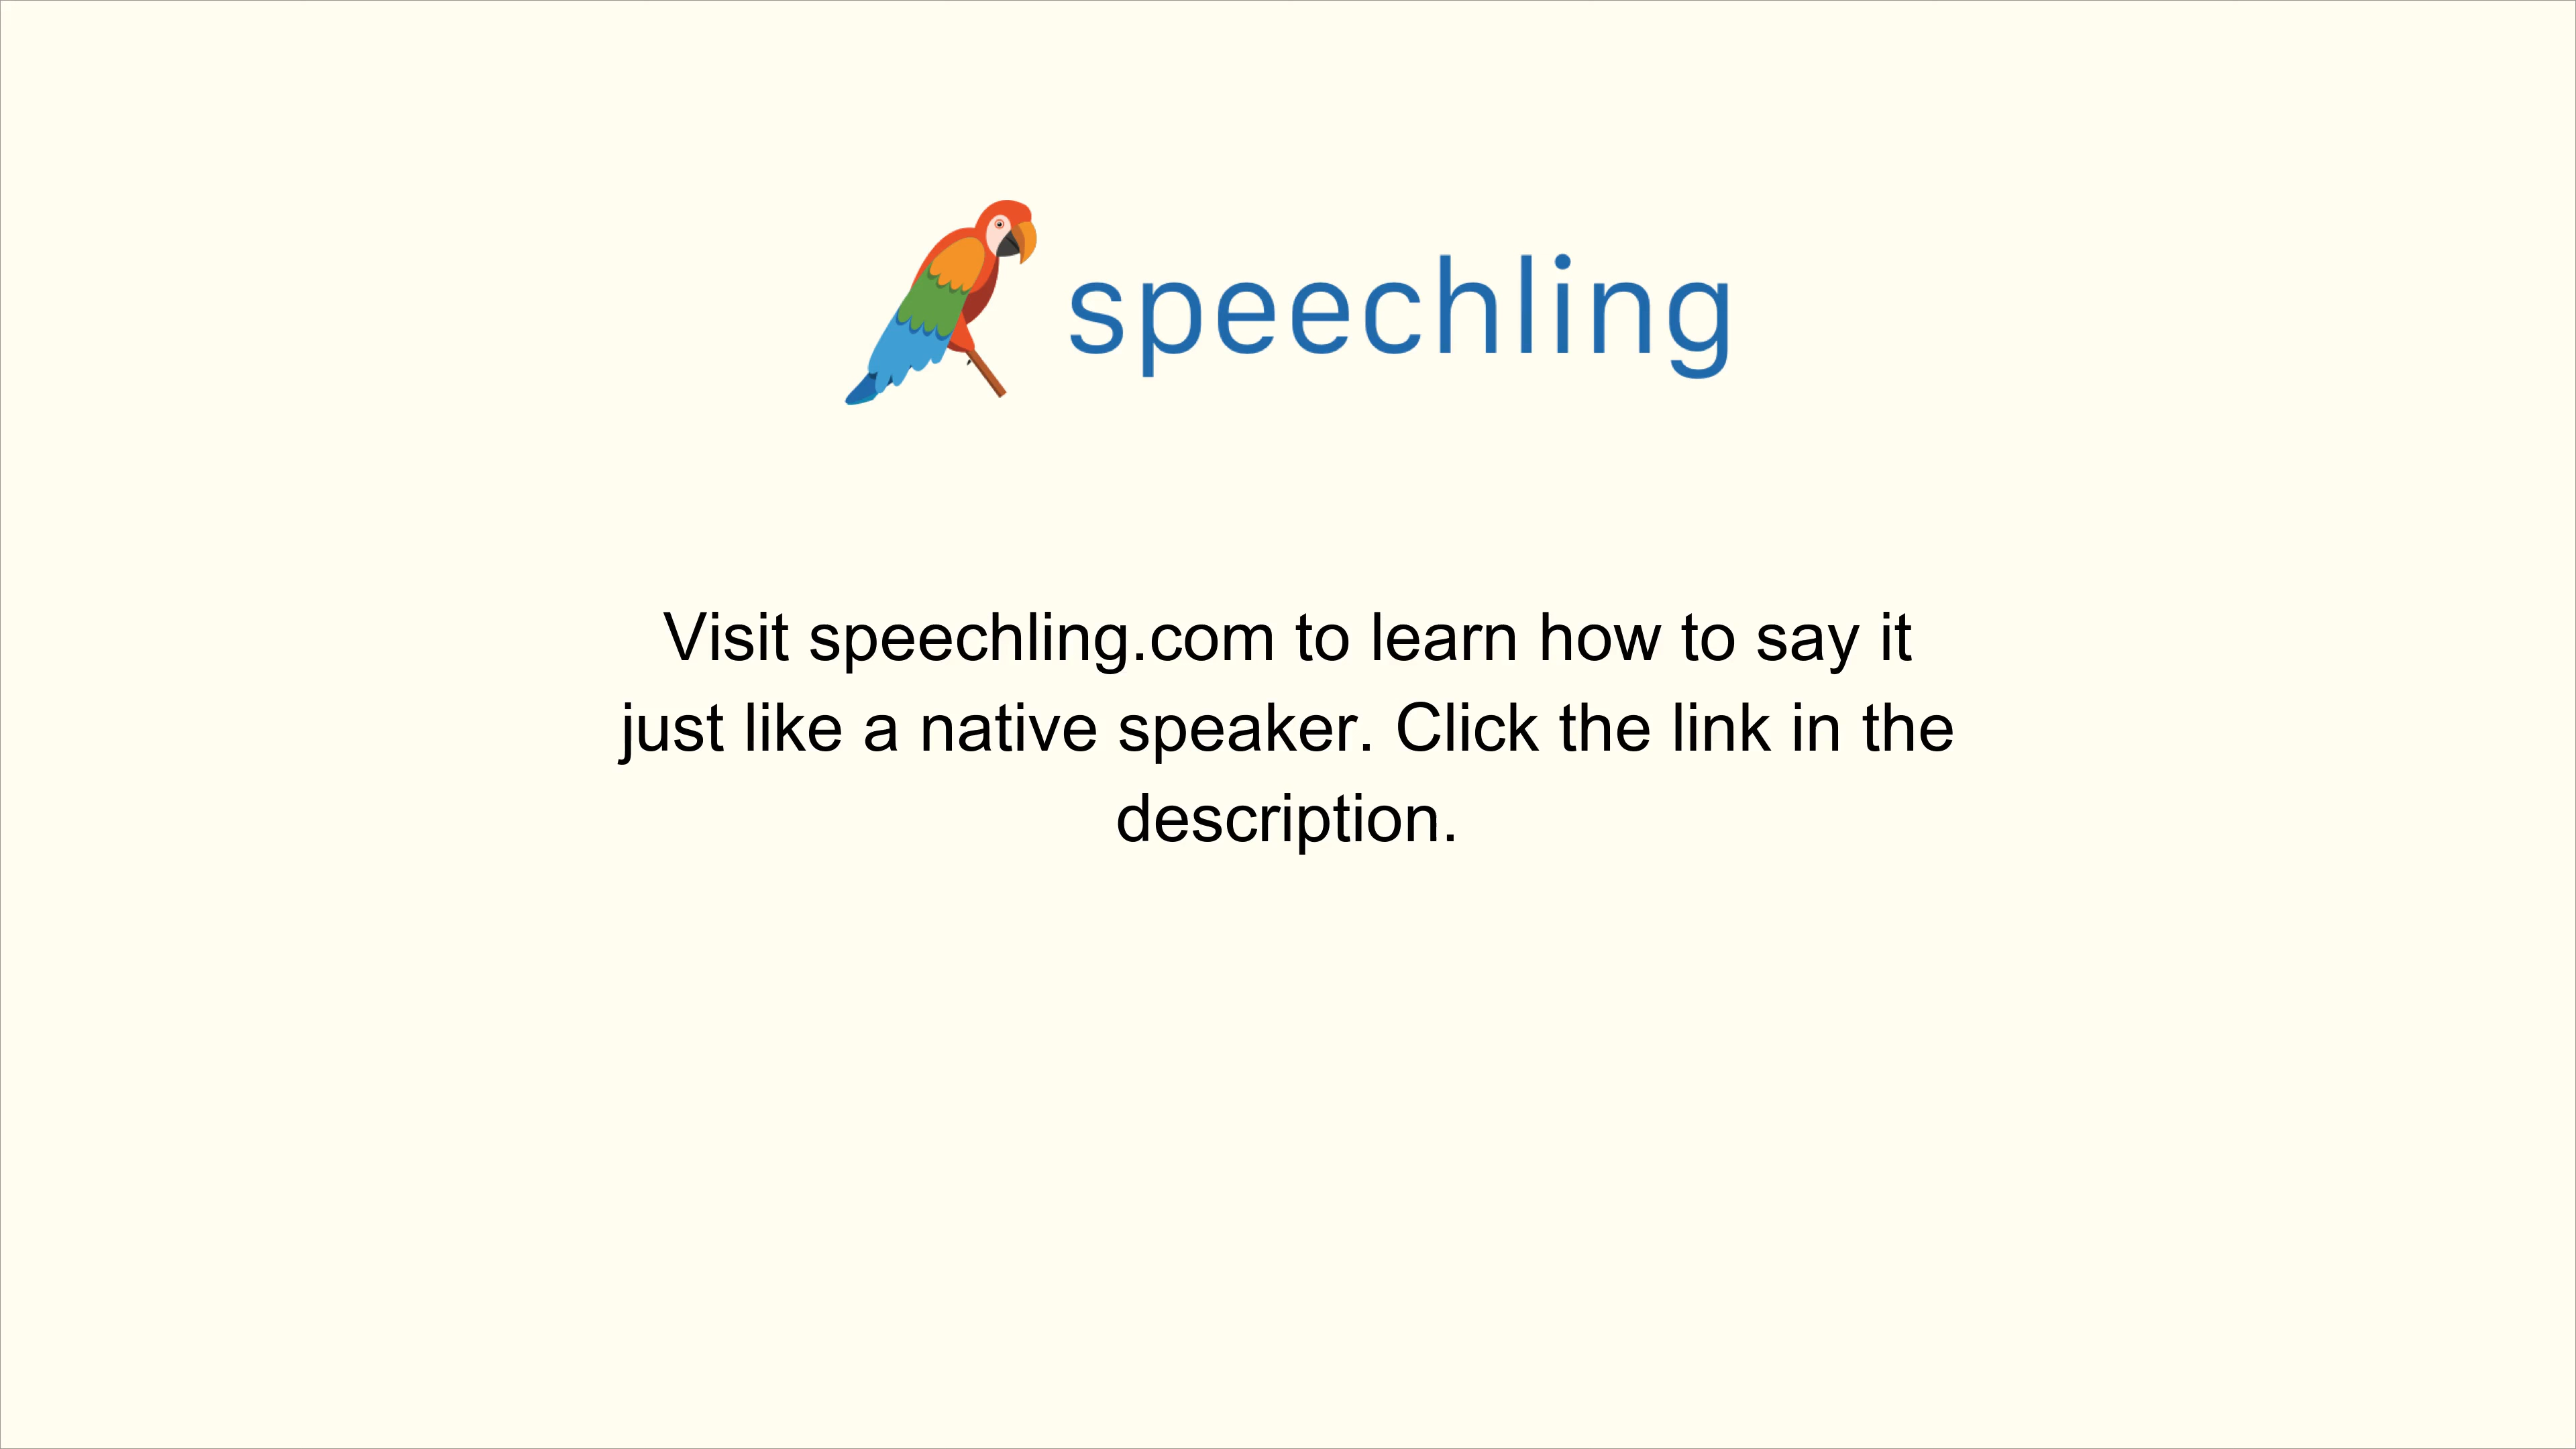 speechling
Visit speechling.com to learn how to say it
just like a native speaker. Click the link in the
description.